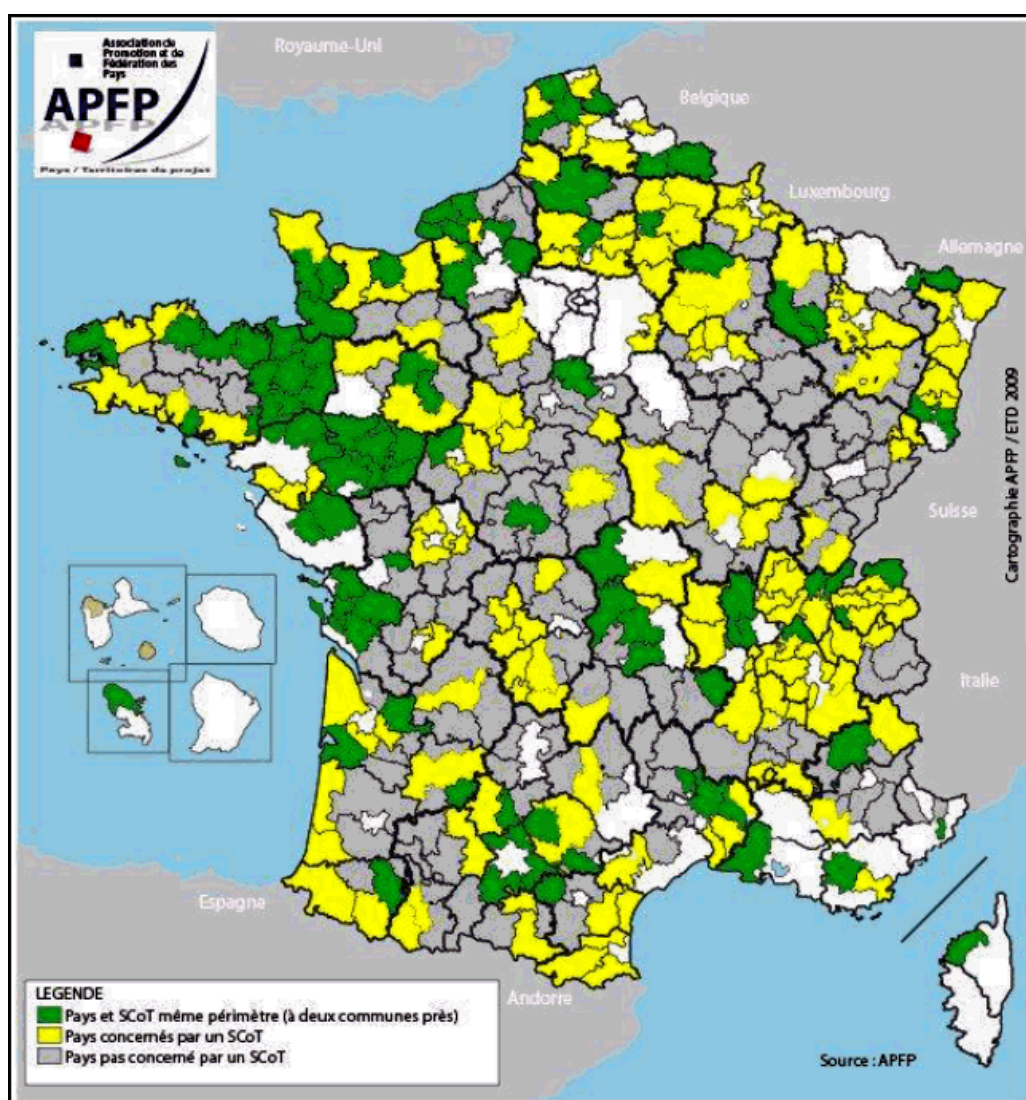 Association de
Promotion et de
Fédération des
Pays
APFP
Pays / Territoires de projet
Royaume-Uni
Belgique
Luxembourg
Allemagne
Cartographie APFP / ETD 2009
Suisse
Italie
Espagne
Andorre
LEGENDE
Pays et SCoT même périmètre (à deux communes près)
Pays concernés par un SCoT
Pays pas concerné par un SCoT
Source : APFP